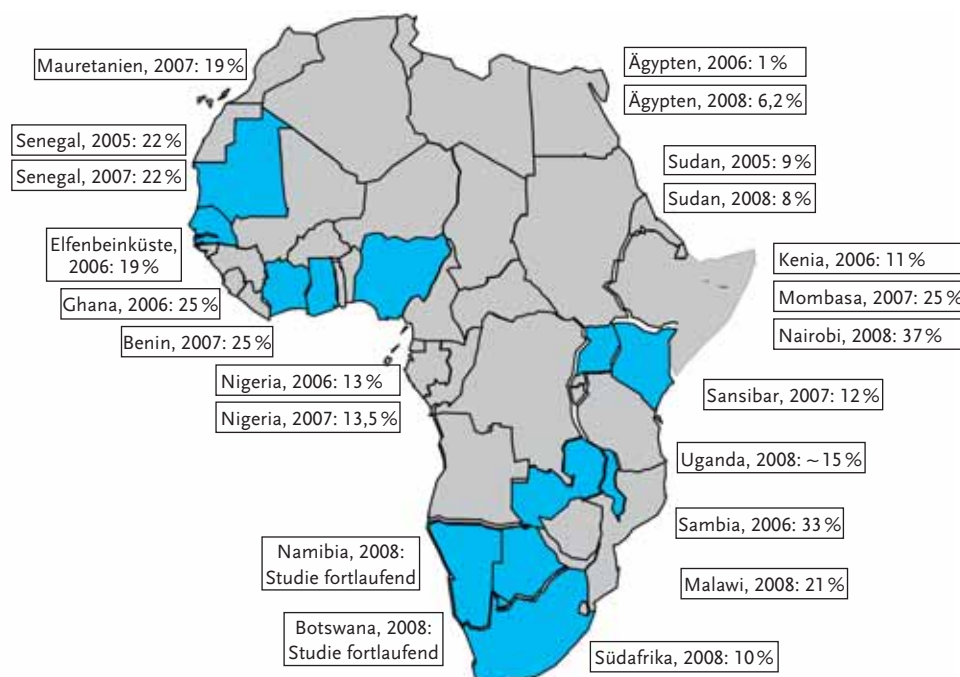 Mauretanien, 2007: 19 %
Senegal, 2005: 22 %
Senegal, 2007: 22 %
Elfenbeinküste,
2006: 19 %
Ghana, 2006: 25 %
Benin, 2007: 25 %
Nigeria, 2006: 13 %
Nigeria, 2007: 13,5 %
Namibia, 2008:
Studie fortlaufend
Botswana, 2008:
Studie fortlaufend
Ägypten, 2006: 1 %
Ägypten, 2008: 6,2 %
Sudan, 2005: 9 %
Sudan, 2008: 8 %
Kenia, 2006: 11 %
Mombasa, 2007: 25 %
Nairobi, 2008: 37 %
Sansibar, 2007: 12 %
Uganda, 2008: ~ 15 %
Sambia, 2006: 33 %
Malawi, 2008: 21 %
Südafrika, 2008: 10 %